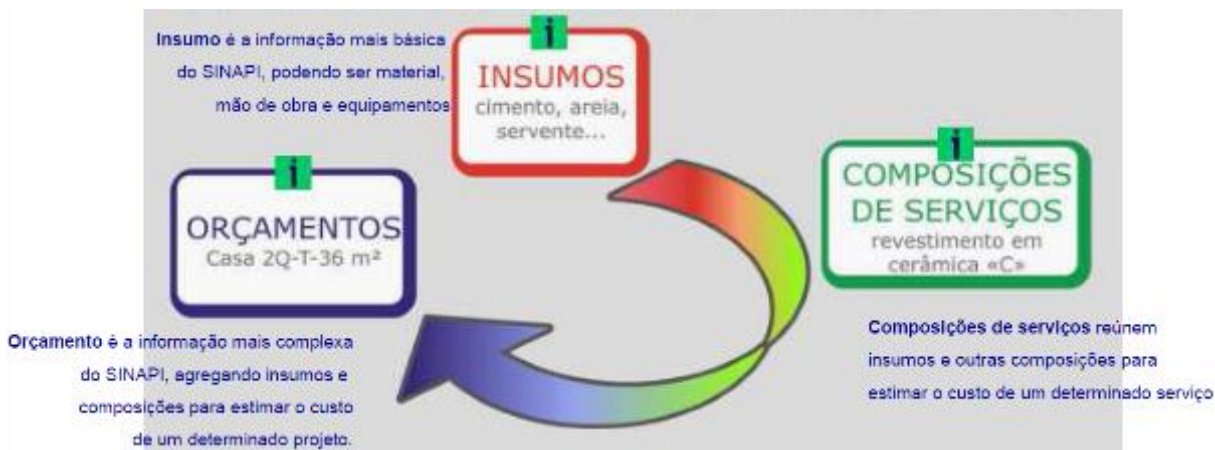 Insumo é a informação mais básica
do SINAPI, podendo ser material,
mão de obra e equipamentos
i
INSUMOS
cimento, areia,
servente...
i
COMPOSIÇÕES
DE SERVIÇOS
revestimento em
cerâmica «C»
Composições de serviços reúnem
insumos e outras composições para
estimar o custo de um determinado serviço
i
ORÇAMENTOS
Casa 2Q-T-36 m²
Orçamento é a informação mais complexa
do SINAPI, agregando insumos e
composições para estimar o custo
de um determinado projeto.